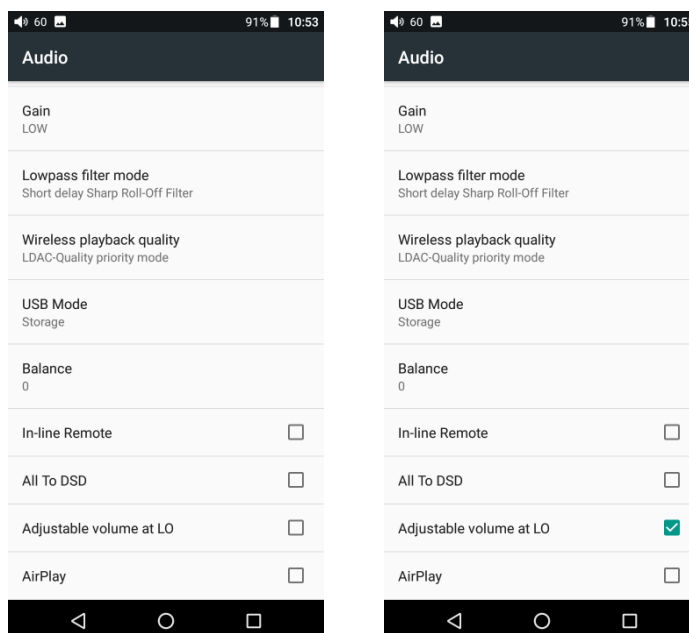 60 91% 10:53
Audio
Gain
LOW
Lowpass filter mode
Short delay Sharp Roll-Off Filter
Wireless playback quality
LDAC-Quality priority mode
USB Mode
Storage
Balance
0
In-line Remote
All To DSD
Adjustable volume at LO
AirPlay
60 91%
Audio
Gain
LOW
Lowpass filter mode
Short delay Sharp Roll-Off Filter
Wireless playback quality
LDAC-Quality priority mode
USB Mode
Storage
Balance
0
In-line Remote
All To DSD
Adjustable volume at LO
AirPlay